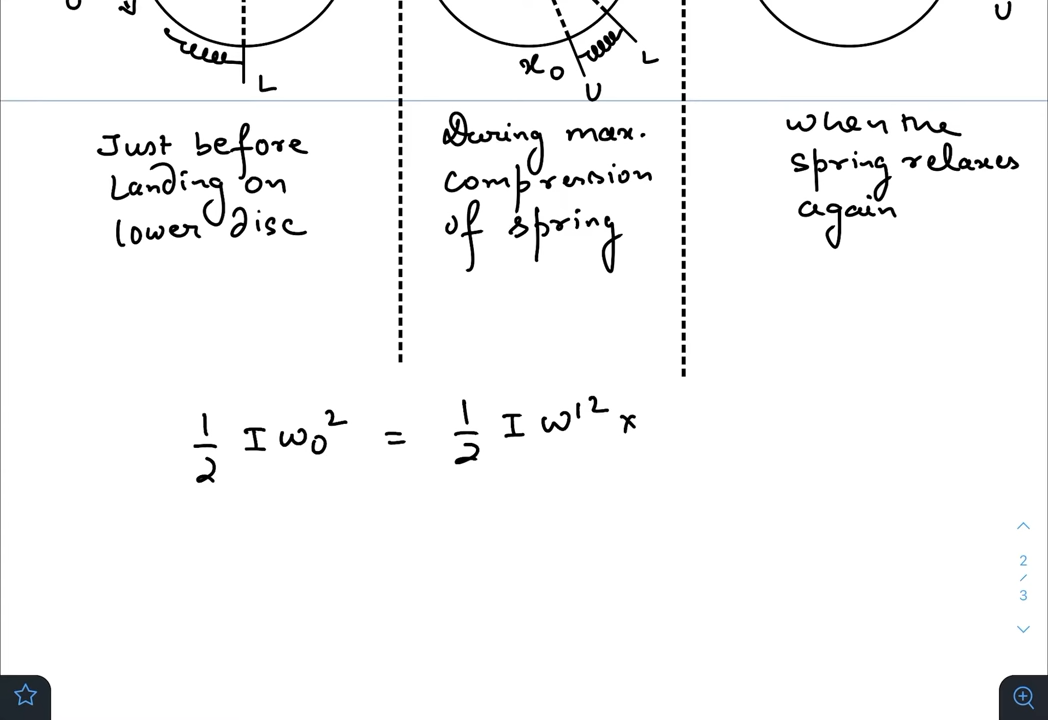 L
x₀
U
L
U
Just before
Landing on
lower disc
During max.
compression
of spring
when the
spring relaxes
again
1/2 I ω₀² = 1/2 I ω'² ×
2
/
3